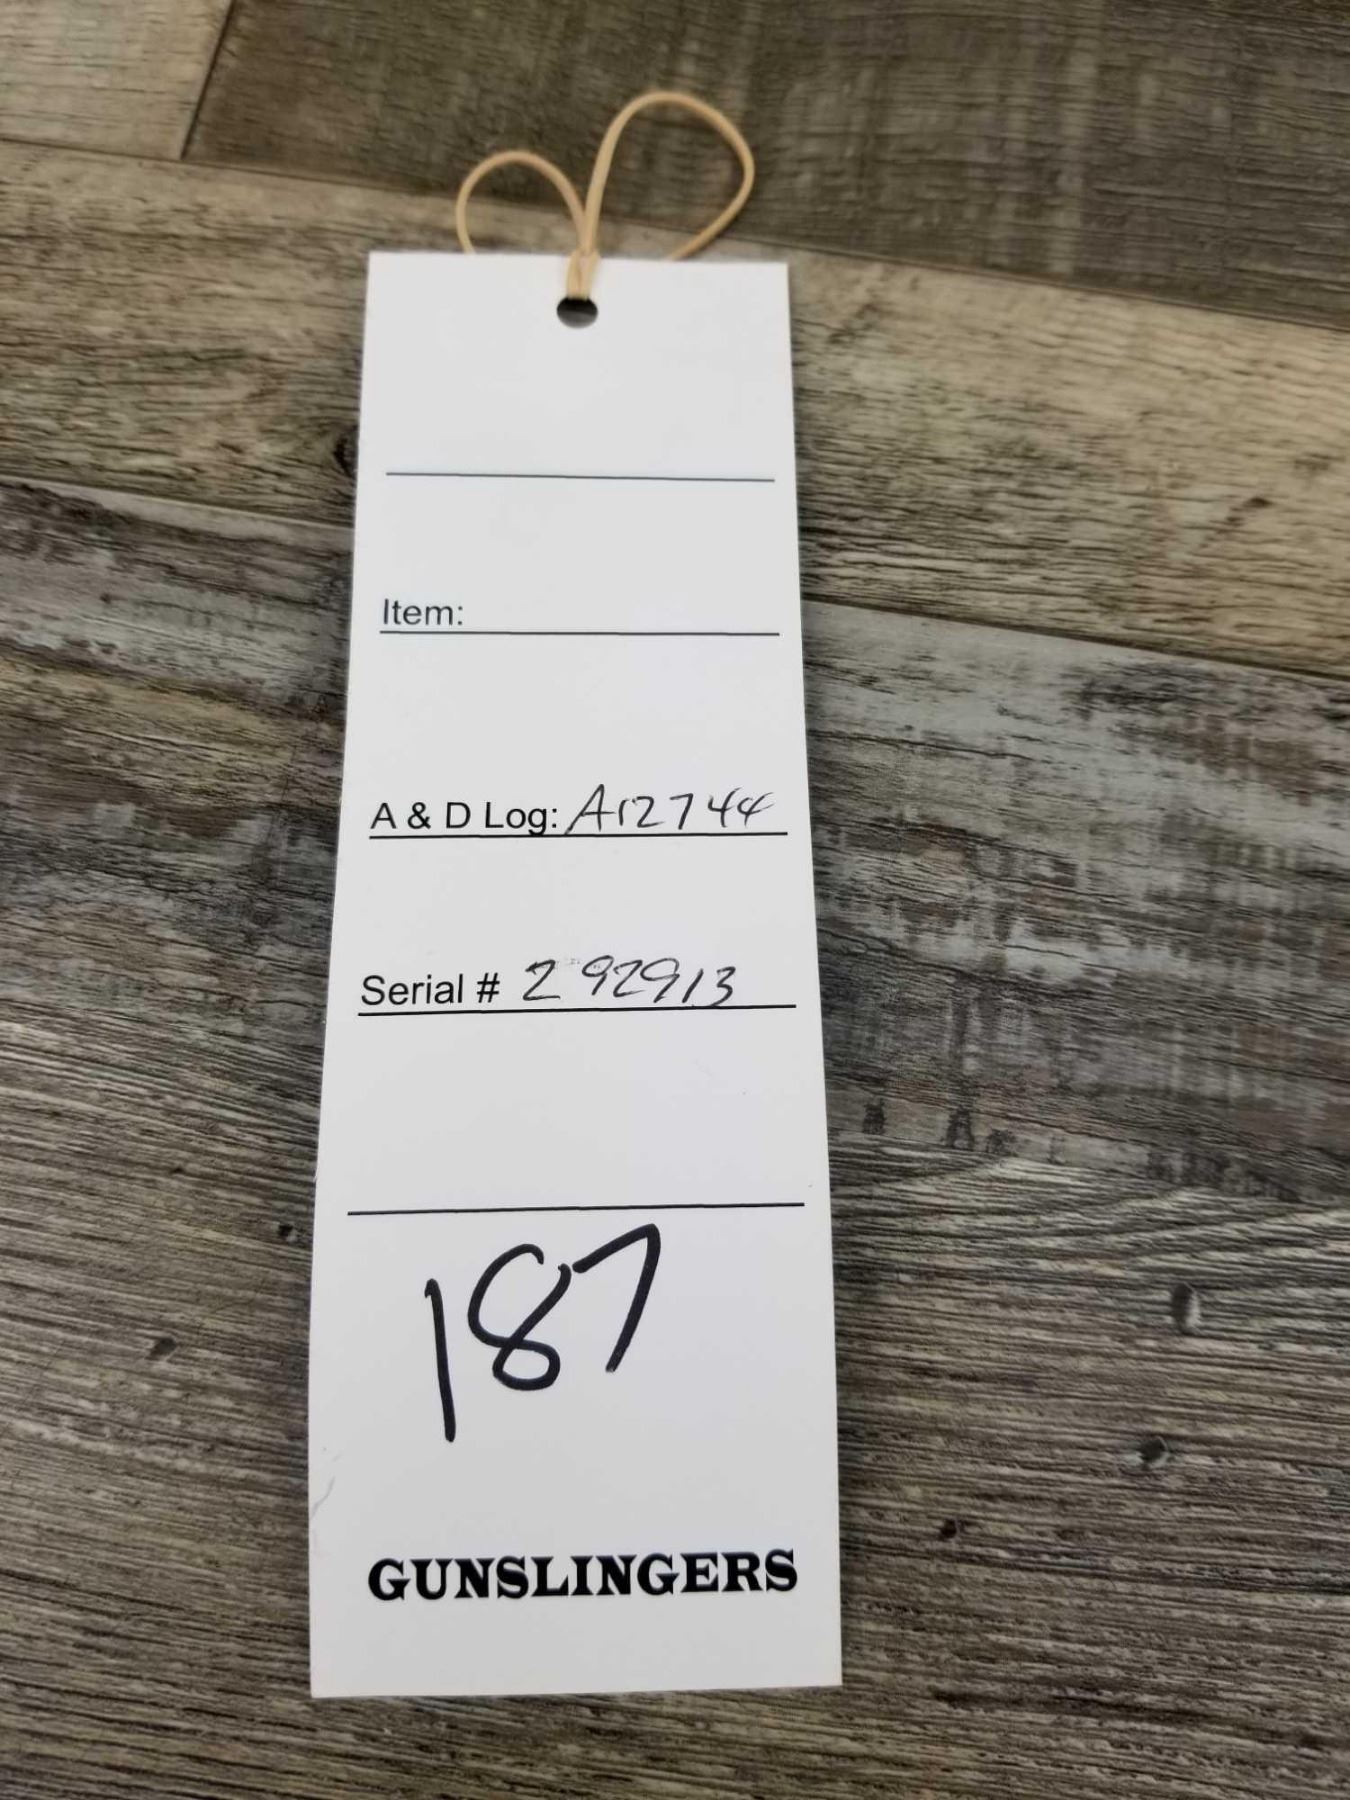 Item:
A & D Log: A12744
Serial # 292913
187
GUNSLINGERS